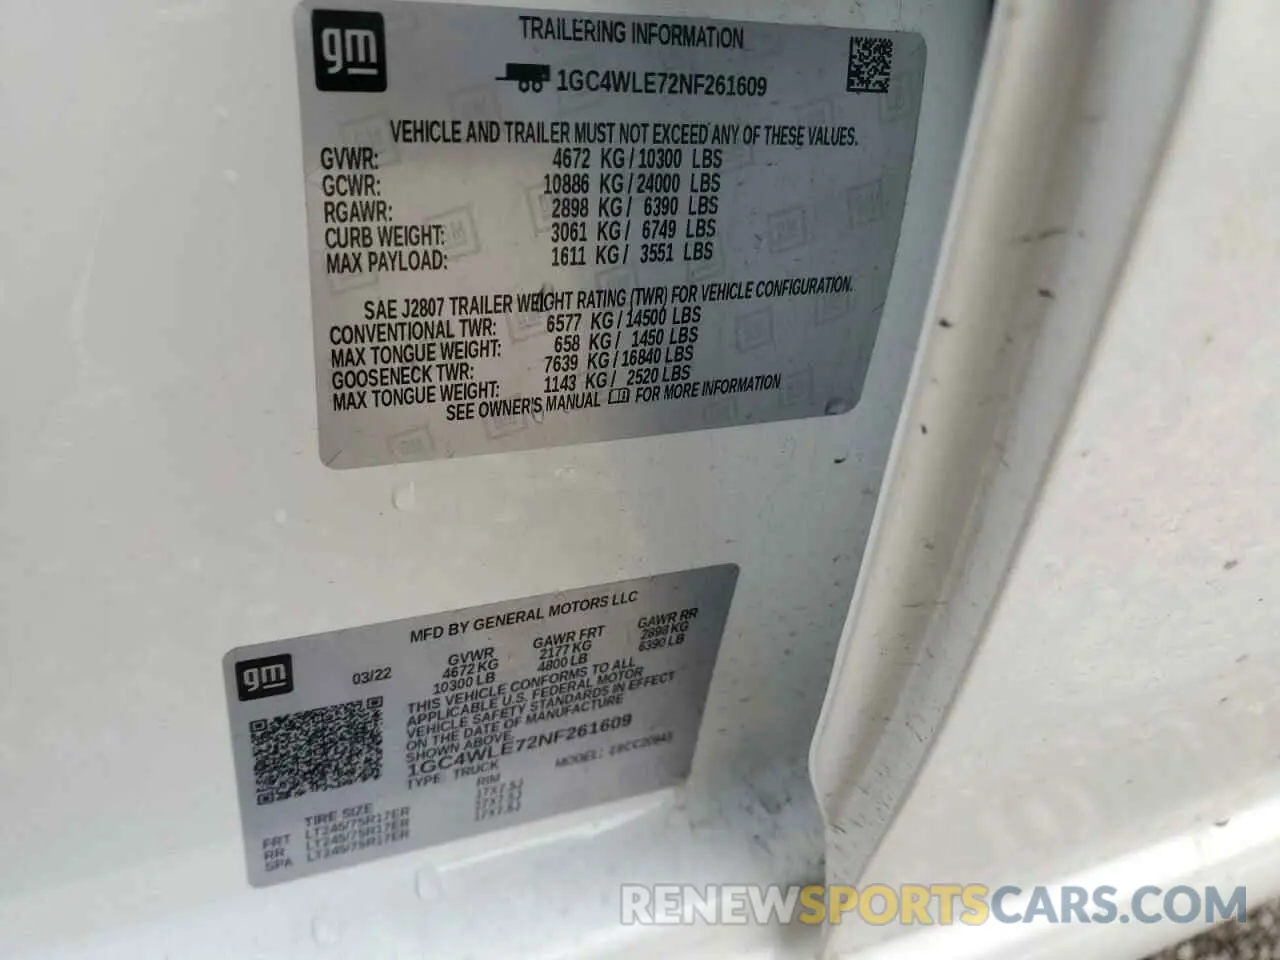 gm
TRAILERING INFORMATION
1GC4WLE72NF261609
VEHICLE AND TRAILER MUST NOT EXCEED ANY OF THESE VALUES.
GVWR: 4672 KG / 10300 LBS
GCWR: 10886 KG / 24000 LBS
RGAWR: 2898 KG / 6390 LBS
CURB WEIGHT: 3061 KG / 6749 LBS
MAX PAYLOAD: 1611 KG / 3551 LBS
SAE J2807 TRAILER WEIGHT RATING (TWR) FOR VEHICLE CONFIGURATION.
CONVENTIONAL TWR: 6577 KG / 14500 LBS
MAX TONGUE WEIGHT: 658 KG / 1450 LBS
GOOSENECK TWR: 7639 KG / 16840 LBS
MAX TONGUE WEIGHT: 1143 KG / 2520 LBS
SEE OWNER'S MANUAL FOR MORE INFORMATION
gm
MFD BY GENERAL MOTORS LLC
03/22
GVWR GAWR FRT GAWR RR
4672 KG 2177 KG 2898 KG
10300 LB 4800 LB 6390 LB
THIS VEHICLE CONFORMS TO ALL
APPLICABLE U.S. FEDERAL MOTOR
VEHICLE SAFETY STANDARDS IN EFFECT
ON THE DATE OF MANUFACTURE
SHOWN ABOVE.
1GC4WLE72NF261609
TYPE: TRUCK MODEL:
TIRE SIZE RIM
FRT LT245/75R17ER 17X7.5J
RR LT245/75R17ER 17X7.5J
SPA LT245/75R17ER 17X7.5J
RENEWSPORTSCARS.COM